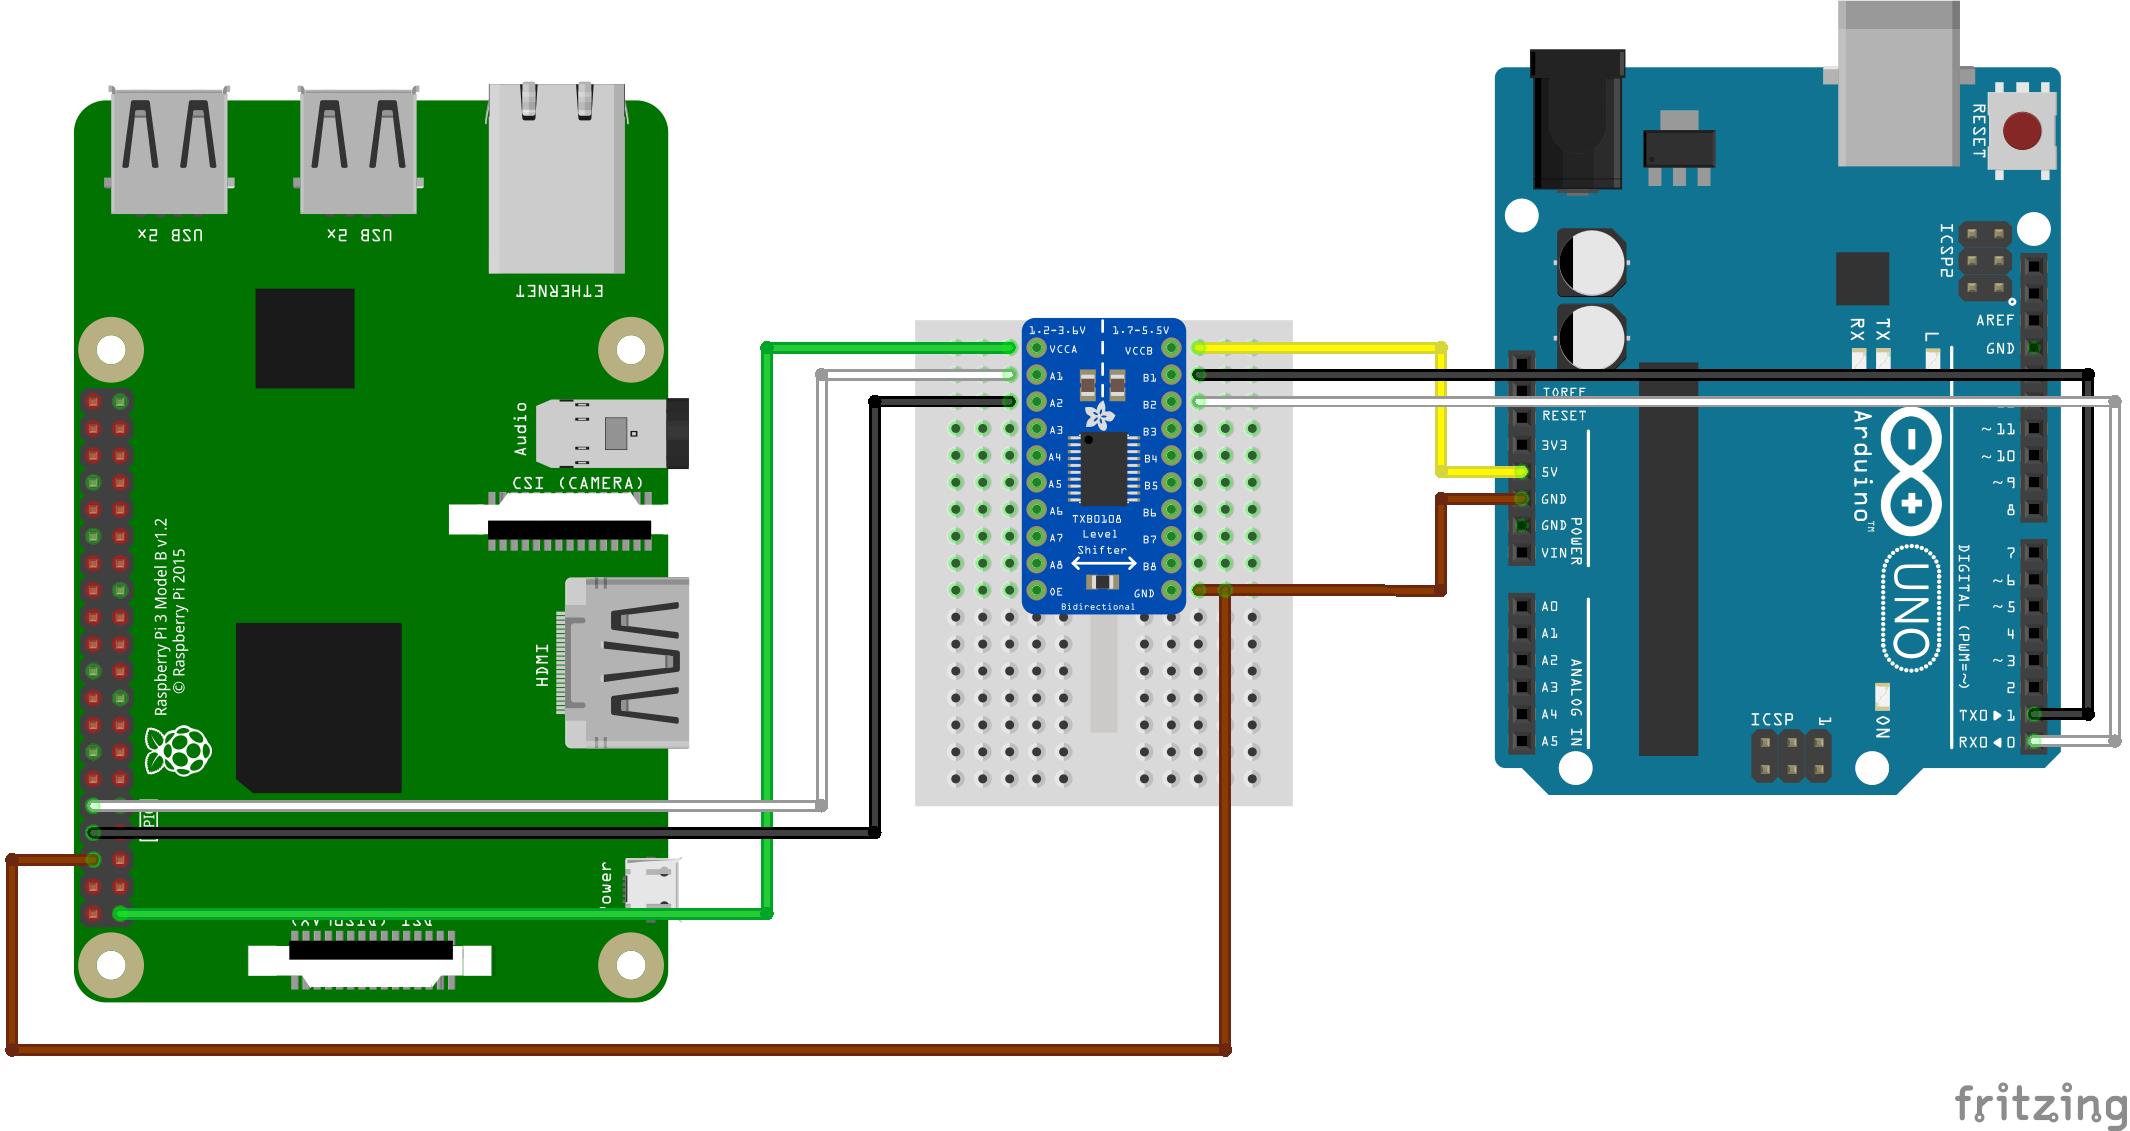 USB 2x
USB 2x
ETHERNET
Audio
CSI (CAMERA)
Raspberry Pi 3 Model B v1.2
© Raspberry Pi 2015
HDMI
Power
1.2-3.6V
1.7-5.5V
VCCA
VCCB
A1
B1
A2
B2
A3
B3
A4
B4
A5
B5
A6
B6
A7
B7
A8
B8
OE
GND
TXB0108
Level
Shifter
Bidirectional
RESET
ICSP2
RX
TX
L
AREF
GND
IOREF
RESET
3V3
5V
GND
GND
VIN
POWER
A0
A1
A2
A3
A4
A5
ANALOG IN
Arduino™
UNO
~11
~10
~9
8
7
~6
~5
4
~3
2
TX0▶1
RX0◀0
DIGITAL (PWM=~)
ICSP
1
ON
fritzing